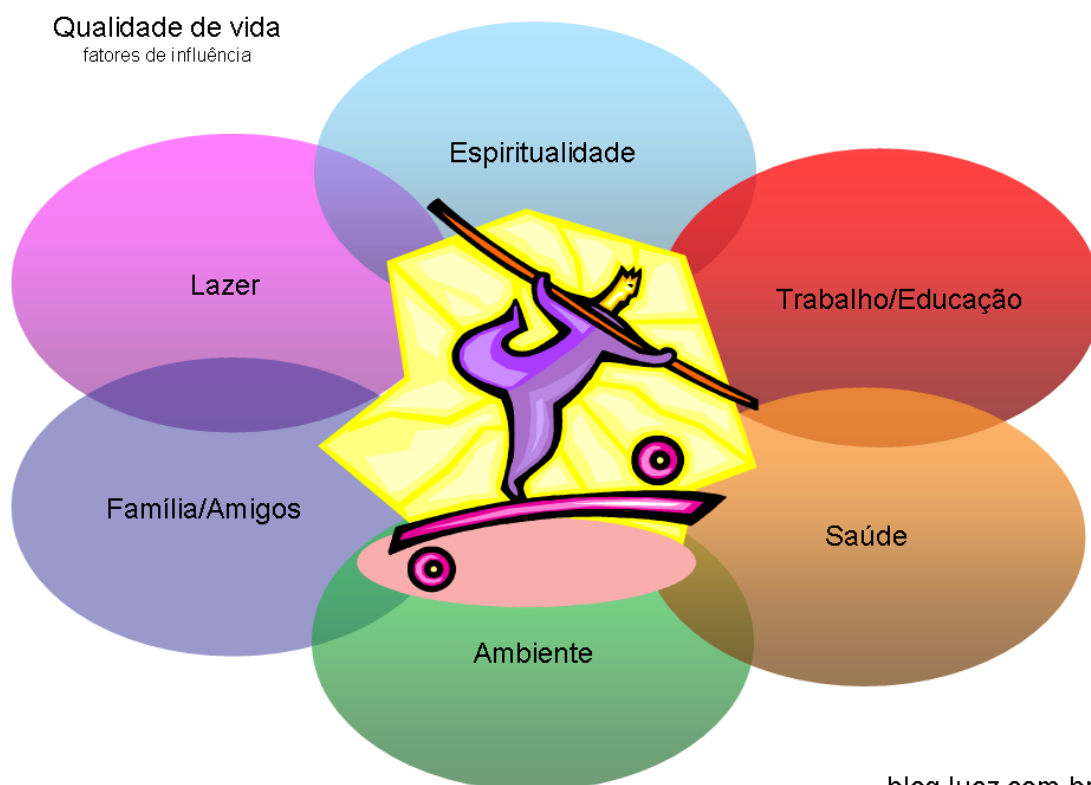 Qualidade de vida
fatores de influência
Espiritualidade
Lazer
Trabalho/Educação
Família/Amigos
Saúde
Ambiente